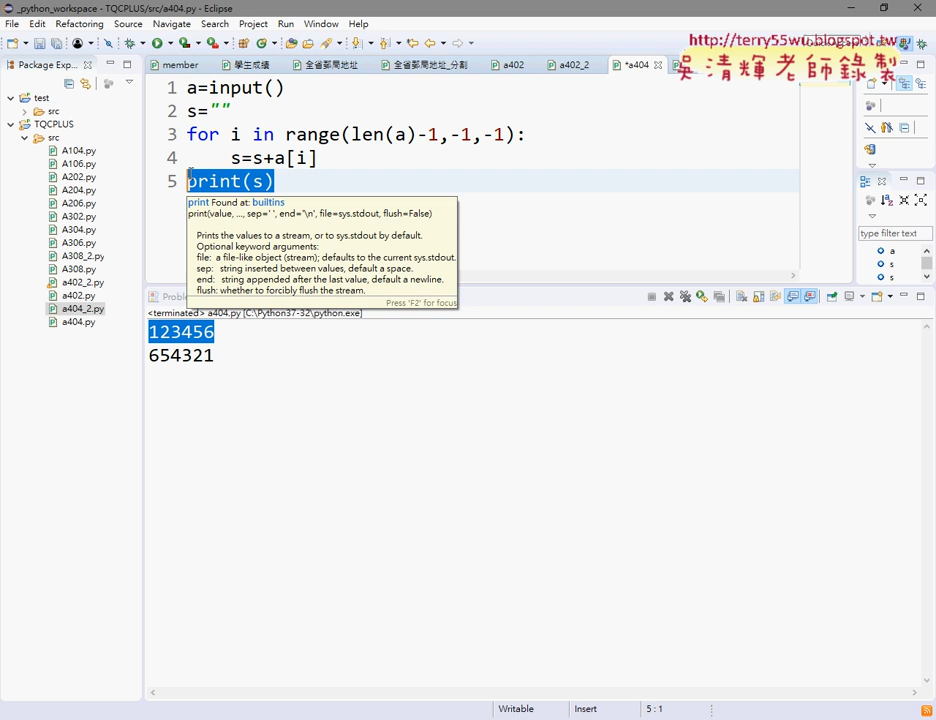 _python_workspace - TQCPLUS/src/a404.py - Eclipse
File Edit Refactoring Source Navigate Search Project Run Window Help
http://terry55wu.blogspot.tw
吳清輝老師錄製
Package Exp...
member
學生成績
全省郵局地址
全省郵局地址_分割
a402
a402_2
*a404
test
src
TQCPLUS
src
A104.py
A106.py
A202.py
A204.py
A206.py
A302.py
A304.py
A306.py
A308_2.py
A308.py
a402_2.py
a402.py
a404_2.py
a404.py
1 a=input()
2 s=""
3 for i in range(len(a)-1,-1,-1):
4 s=s+a[i]
5 print(s)
print Found at: builtins
print(value, ..., sep=' ', end='\n', file=sys.stdout, flush=False)
Prints the values to a stream, or to sys.stdout by default.
Optional keyword arguments:
file: a file-like object (stream); defaults to the current sys.stdout.
sep: string inserted between values, default a space.
end: string appended after the last value, default a newline.
flush: whether to forcibly flush the stream.
Press 'F2' for focus
type filter text
a
s
s
<terminated> a404.py [C:\Python37-32\python.exe]
123456
654321
Writable Insert 5 : 1